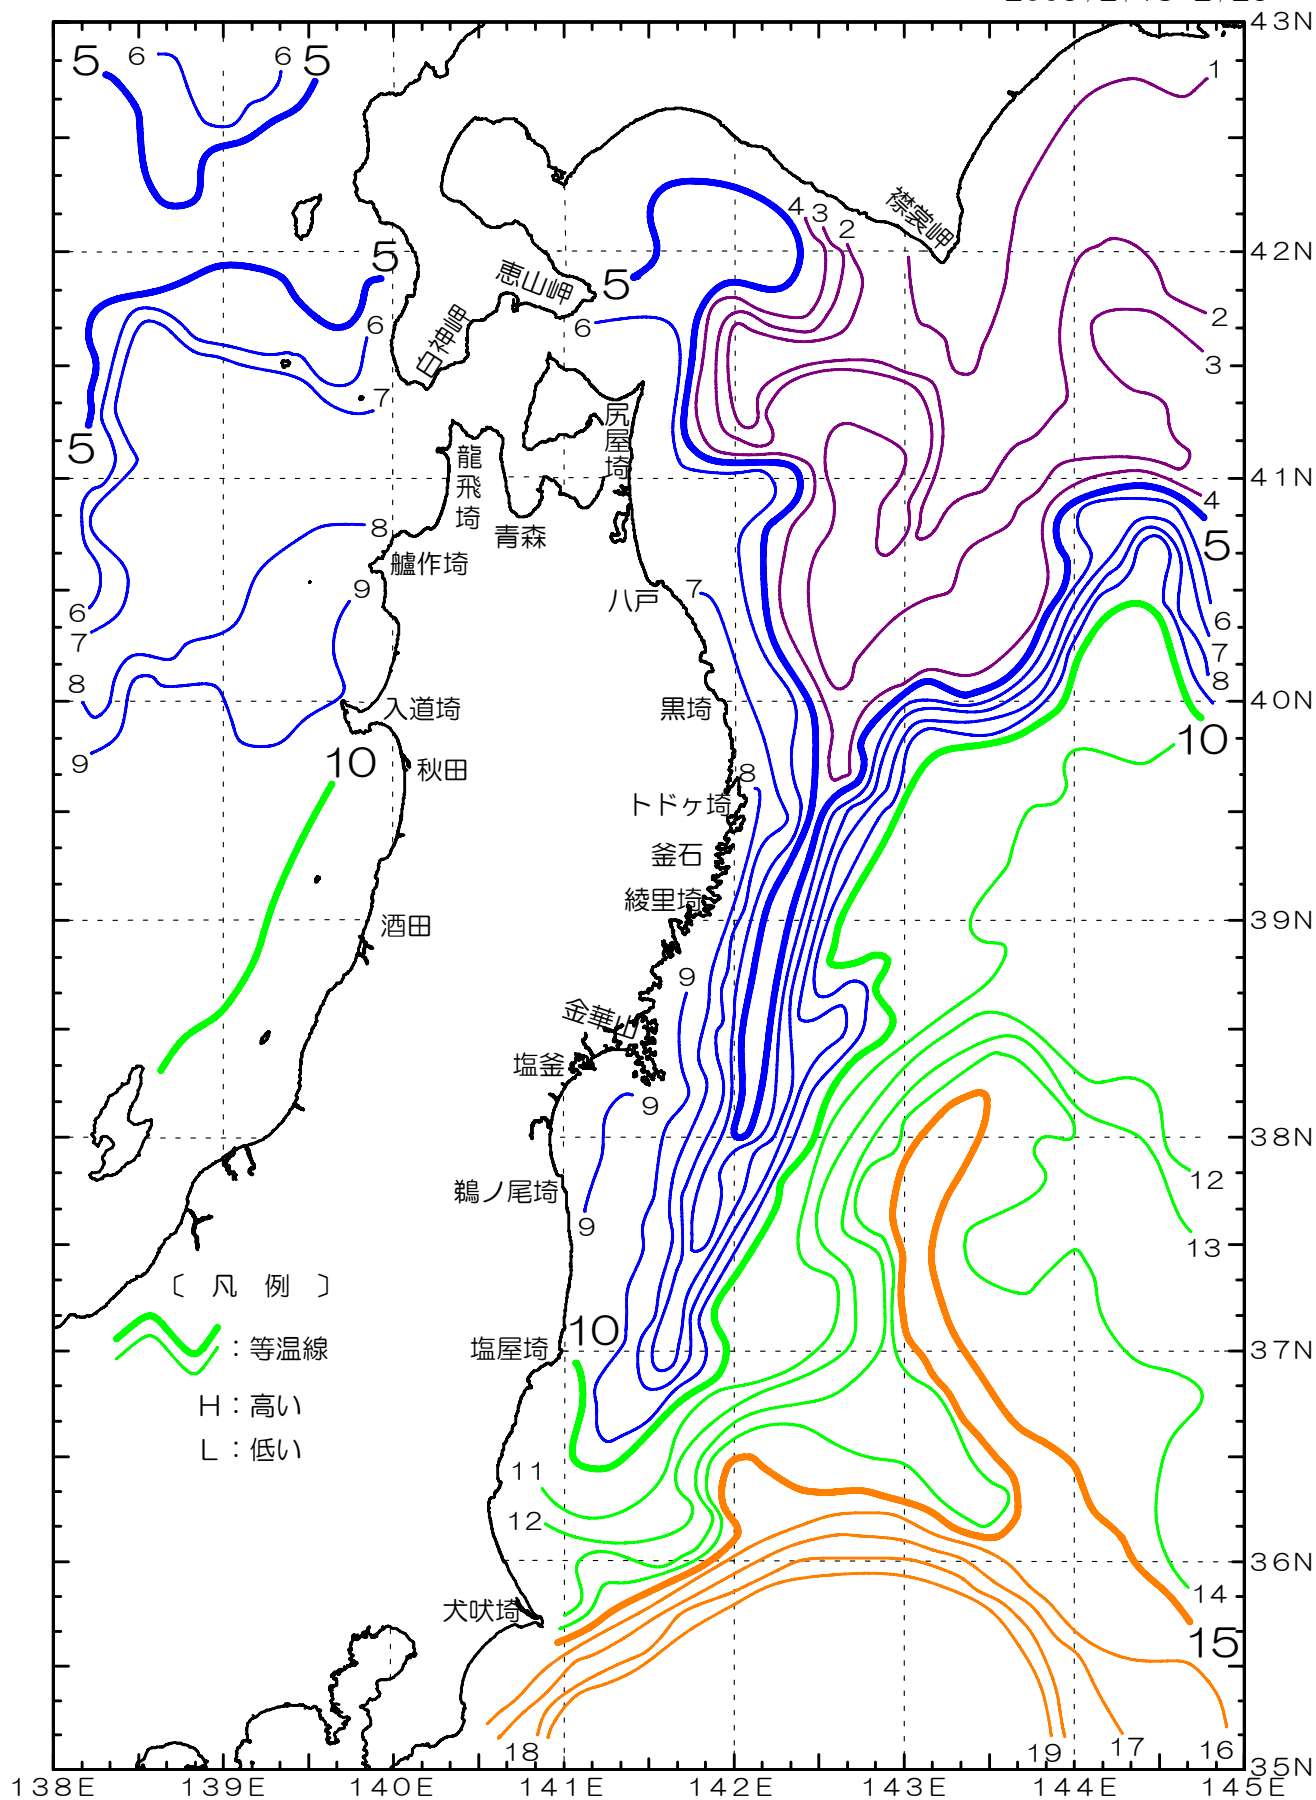 43N
5
6
6
5
1
襟裳岬
4
3
2
42N
5
恵山岬
5
2
6
6
白神岬
3
7
尻屋埼
5
龍飛埼
41N
4
8
青森
5
艫作埼
9
7
八戸
6
6
7
7
8
8
入道埼
黒埼
40N
9
10
秋田
8
10
トドヶ埼
釜石
綾里埼
酒田
39N
9
金華山
塩釜
9
38N
鵜ノ尾埼
12
9
13
〔 凡 例 〕
:等温線
10
塩屋埼
37N
H:高い
L:低い
11
12
36N
14
犬吠埼
15
18
19
17
16
35N
138E
139E
140E
141E
142E
143E
144E
145E